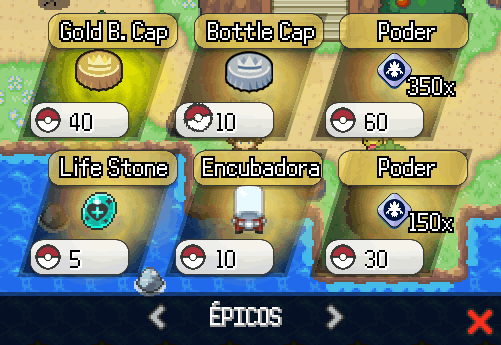 Gold B. Cap
Bottle Cap
Poder
350x
40
10
60
Life Stone
Encubadora
Poder
150x
5
10
30
ÉPICOS